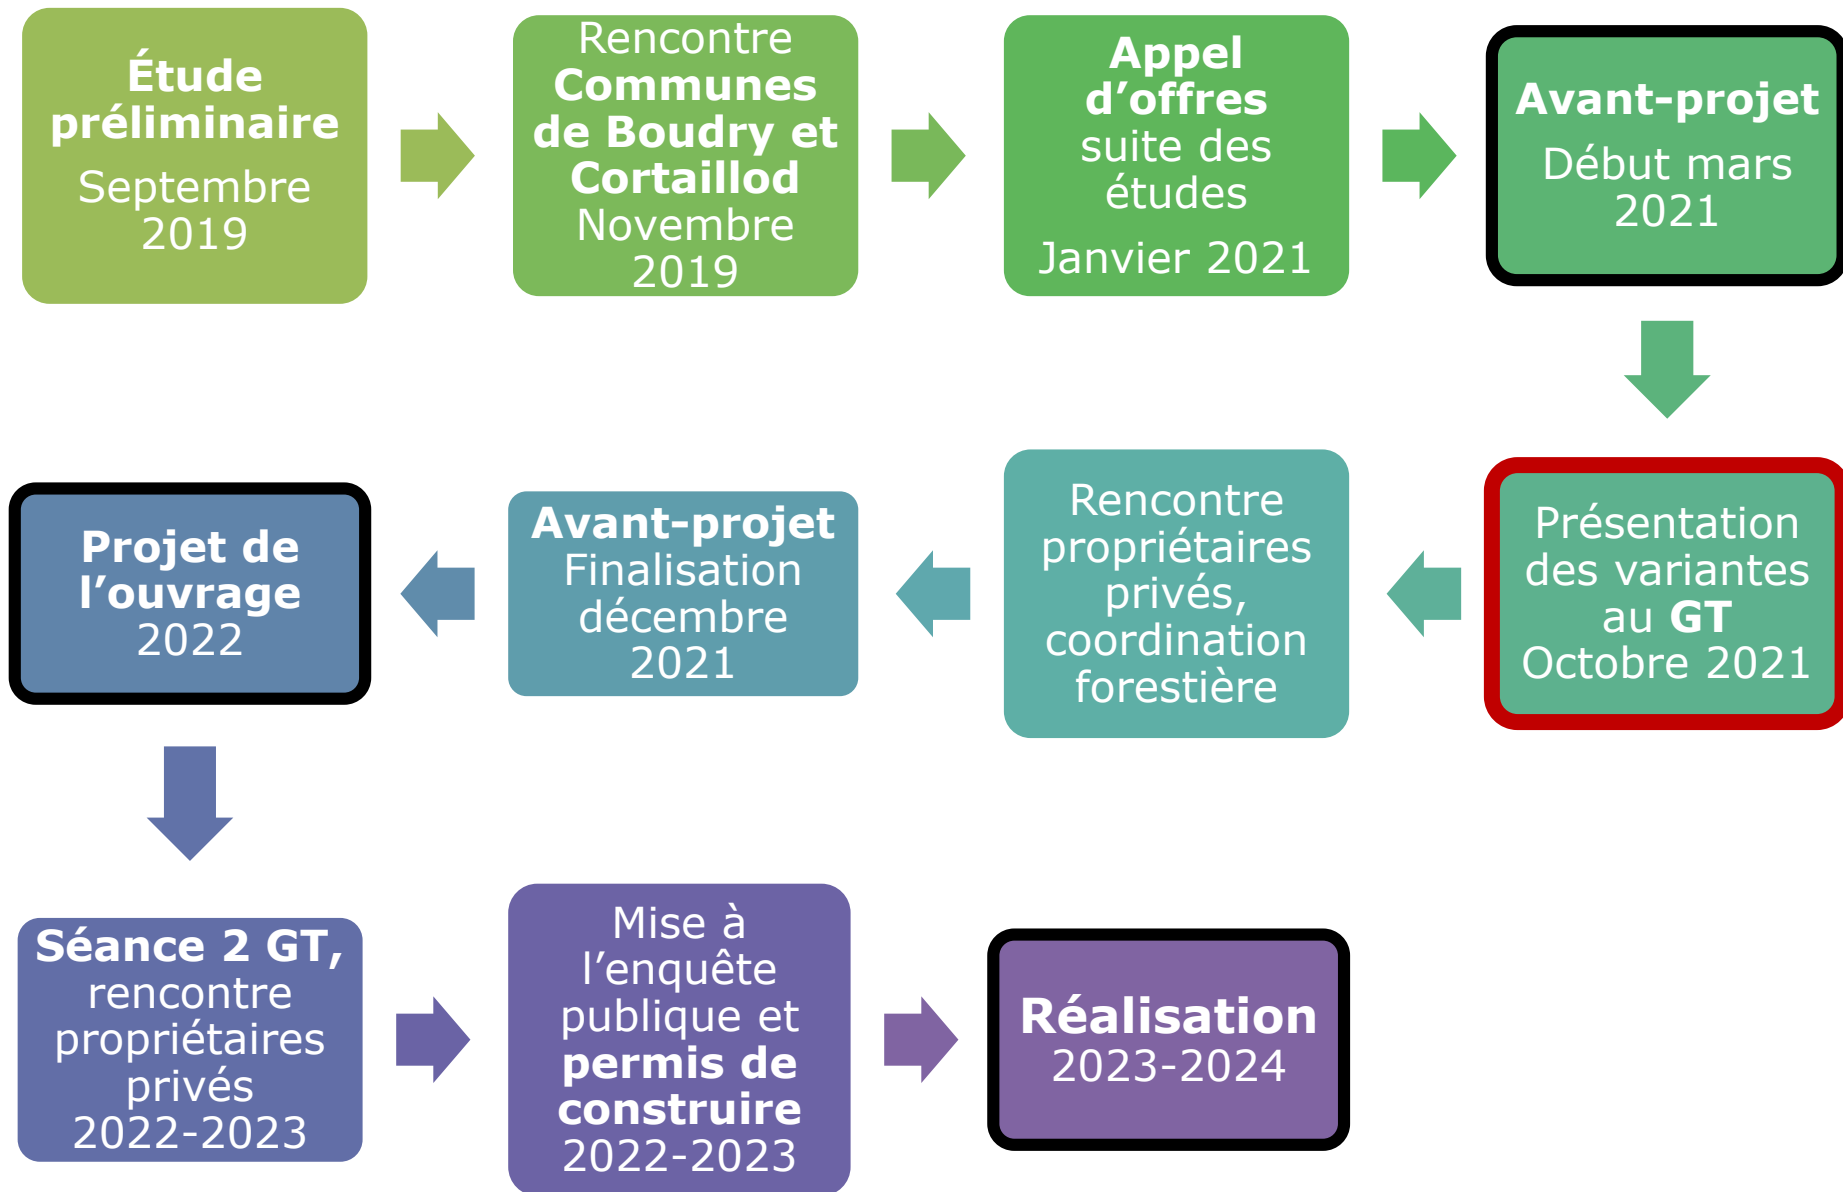 Étude
préliminaire
Septembre
2019
Rencontre
Communes
de Boudry et
Cortaillod
Novembre
2019
Appel
d’offres
suite des
études
Janvier 2021
Avant-projet
Début mars
2021
Présentation
des variantes
au GT
Octobre 2021
Rencontre
propriétaires
privés,
coordination
forestière
Avant-projet
Finalisation
décembre
2021
Projet de
l’ouvrage
2022
Séance 2 GT,
rencontre
propriétaires
privés
2022-2023
Mise à
l’enquête
publique et
permis de
construire
2022-2023
Réalisation
2023-2024